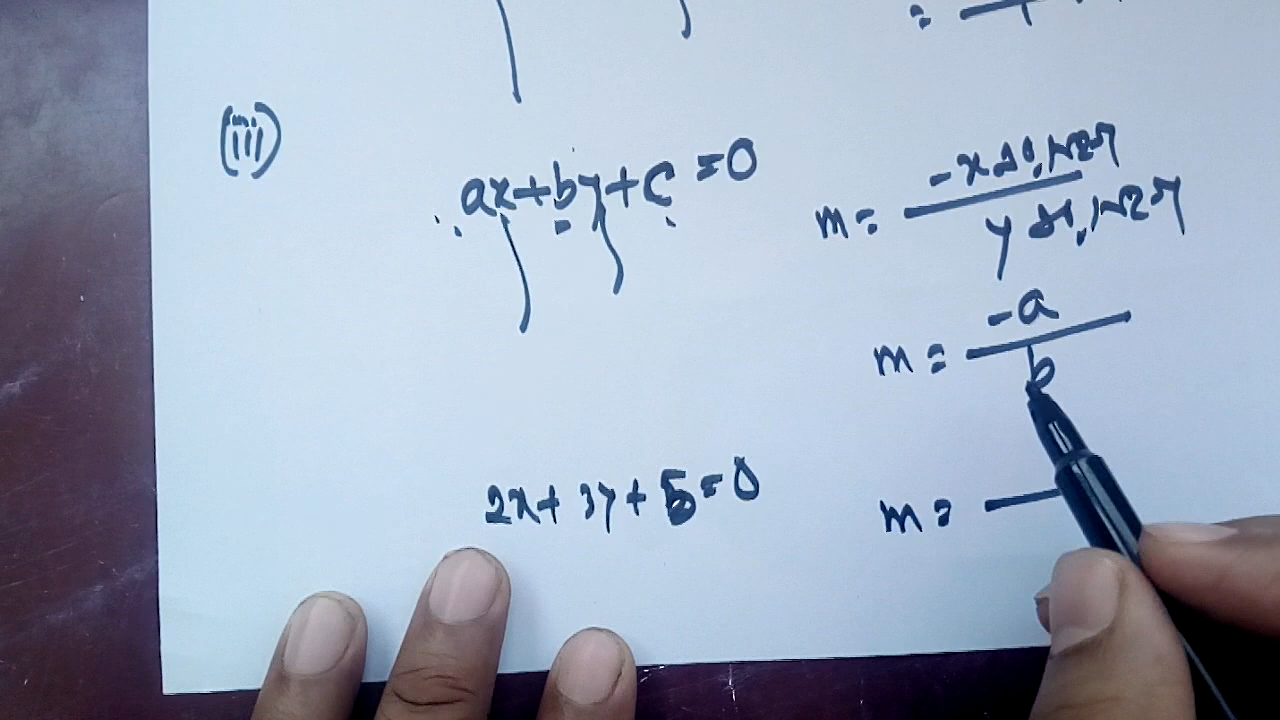 (iii)
ax+by+c=0
m=
m= -a/b
2x+3y+5=0
m=